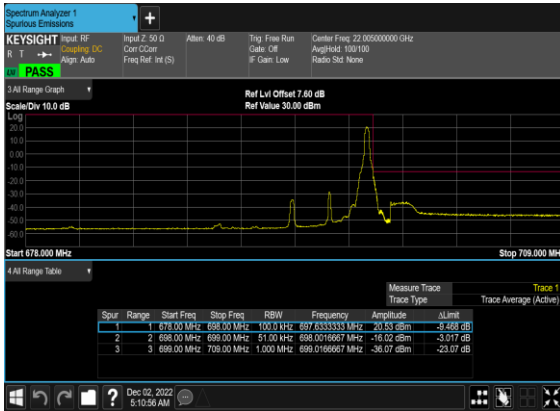 Spectrum Analyzer 1
Spurious Emissions
+
KEYSIGHT Input: RF Input Z: 50 Ω Atten: 40 dB Trig: Free Run Center Freq: 22.005000000 GHz
R T Coupling: DC Corr CCorr Gate: Off Avg|Hold: 100/100
Align: Auto Freq Ref: Int (S) IF Gain: Low Radio Std: None
LXI PASS
3 All Range Graph
Ref Lvl Offset 7.60 dB
Scale/Div 10.0 dB Ref Value 30.00 dBm
Log
20.0
10.0
0.00
-10.0
-20.0
-30.0
-40.0
-50.0
-60.0
Start 678.000 MHz Stop 709.000 MH
4 All Range Table
Measure Trace Trace 1
Trace Type Trace Average (Active)
Spur Range Start Freq Stop Freq RBW Frequency Amplitude ΔLimit
1 1 678.00 MHz 698.00 MHz 100.0 kHz 697.6333333 MHz 20.53 dBm -9.468 dB
2 2 698.00 MHz 699.00 MHz 51.00 kHz 698.0016667 MHz -16.02 dBm -3.017 dB
3 3 699.00 MHz 709.00 MHz 1.000 MHz 699.0166667 MHz -36.07 dBm -23.07 dB
?
Dec 02, 2022
5:10:56 AM